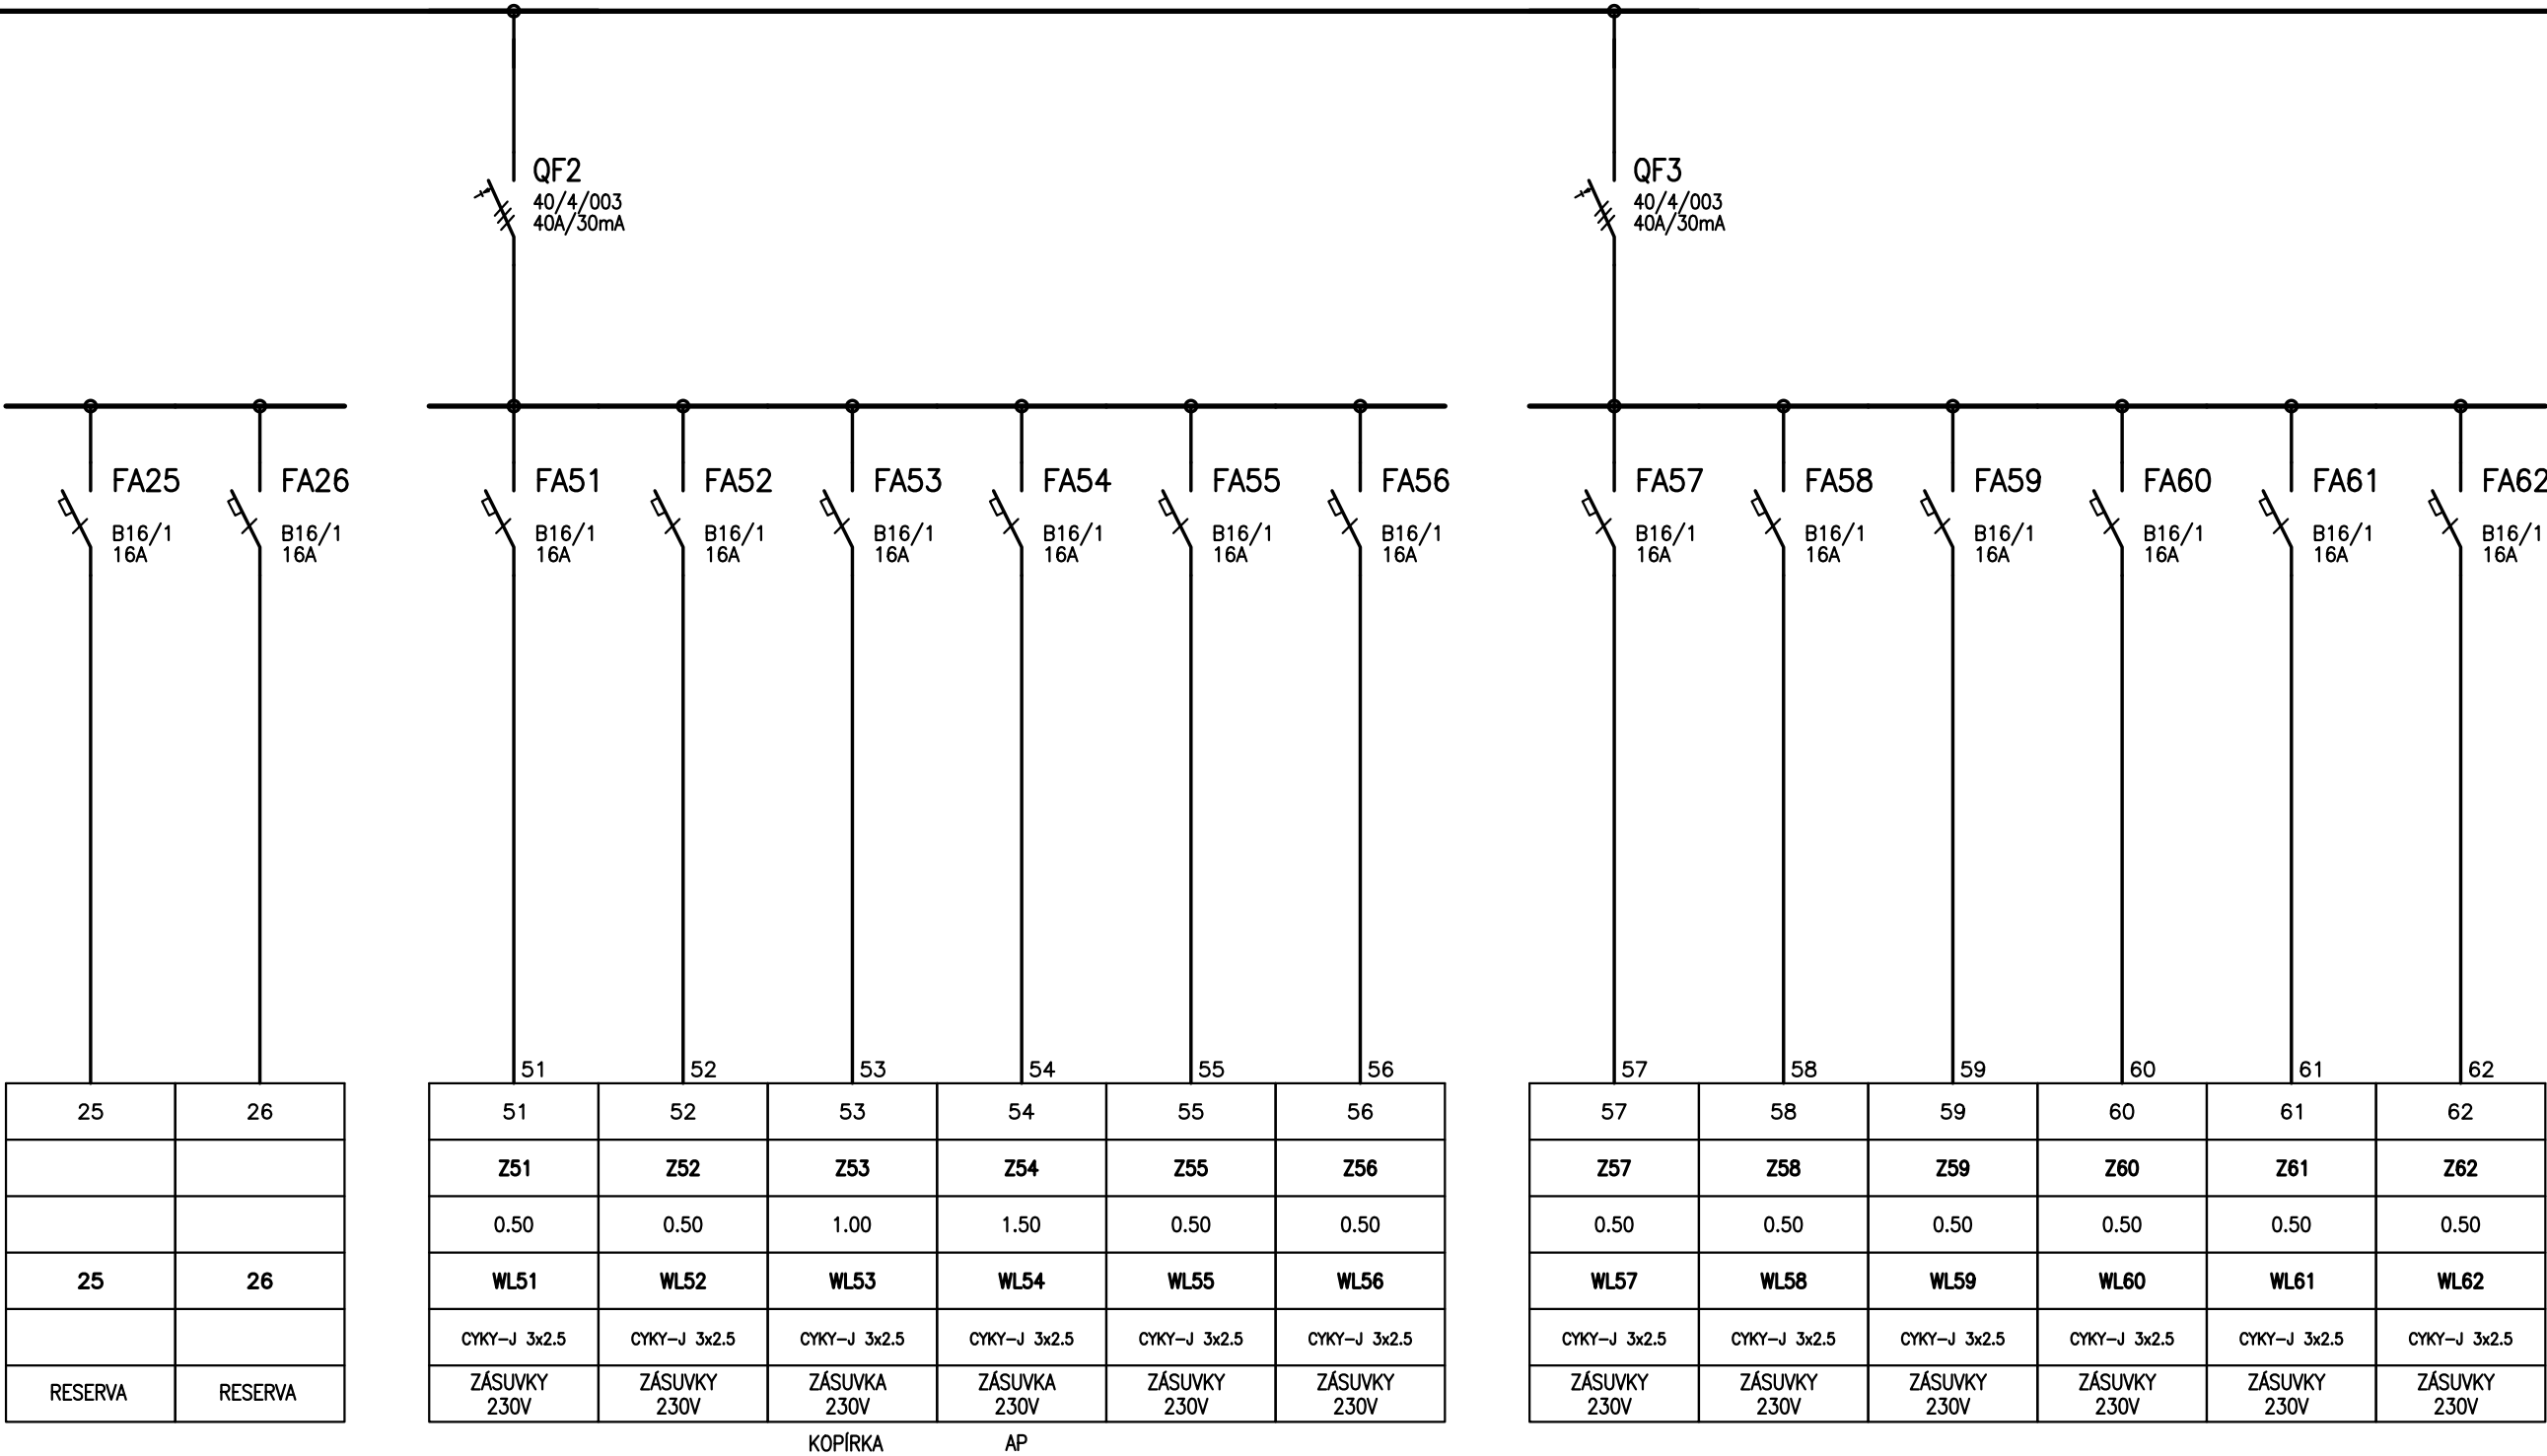 QF2
40/4/003
40A/30mA
QF3
40/4/003
40A/30mA
FA25
B16/1
16A
FA26
B16/1
16A
FA51
B16/1
16A
FA52
B16/1
16A
FA53
B16/1
16A
FA54
B16/1
16A
FA55
B16/1
16A
FA56
B16/1
16A
FA57
B16/1
16A
FA58
B16/1
16A
FA59
B16/1
16A
FA60
B16/1
16A
FA61
B16/1
16A
FA62
B16/1
16A
51 52 53 54 55 56 57 58 59 60 61 62
25 26 51 52 53 54 55 56 57 58 59 60 61 62
Z51 Z52 Z53 Z54 Z55 Z56 Z57 Z58 Z59 Z60 Z61 Z62
0.50 0.50 1.00 1.50 0.50 0.50 0.50 0.50 0.50 0.50 0.50 0.50
25 26 WL51 WL52 WL53 WL54 WL55 WL56 WL57 WL58 WL59 WL60 WL61 WL62
CYKY-J 3x2.5 CYKY-J 3x2.5 CYKY-J 3x2.5 CYKY-J 3x2.5 CYKY-J 3x2.5 CYKY-J 3x2.5 CYKY-J 3x2.5 CYKY-J 3x2.5 CYKY-J 3x2.5 CYKY-J 3x2.5 CYKY-J 3x2.5 CYKY-J 3x2.5
RESERVA RESERVA
ZÁSUVKY ZÁSUVKY ZÁSUVKA ZÁSUVKA ZÁSUVKY ZÁSUVKY ZÁSUVKY ZÁSUVKY ZÁSUVKY ZÁSUVKY ZÁSUVKY ZÁSUVKY
230V 230V 230V 230V 230V 230V 230V 230V 230V 230V 230V 230V
KOPÍRKA AP